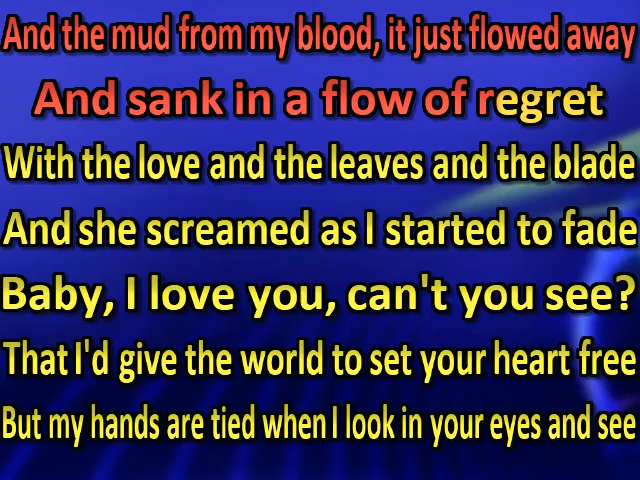 And the mud from my blood, it just flowed away
And sank in a flow of regret
With the love and the leaves and the blade
And she screamed as I started to fade
Baby, I love you, can't you see?
That I'd give the world to set your heart free
But my hands are tied when I look in your eyes and see